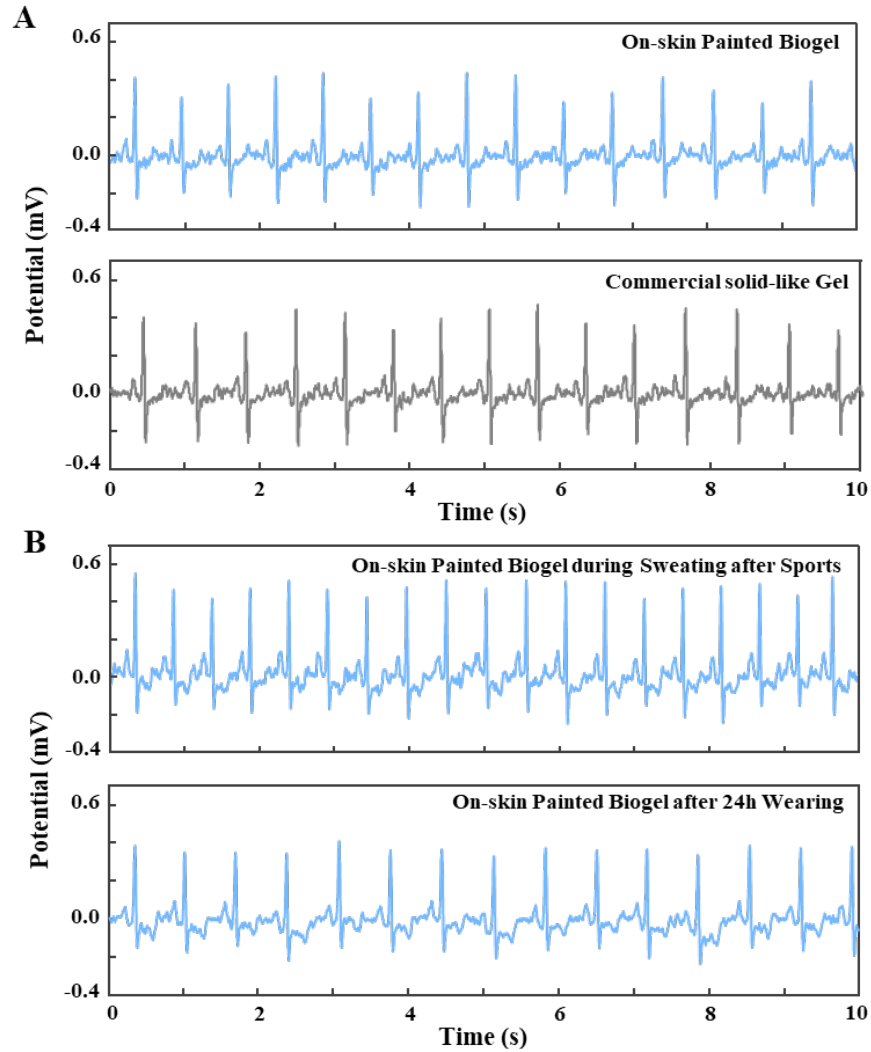 A
0.6
On-skin Painted Biogel
0.0
-0.4
Potential (mV)
0.6
Commercial solid-like Gel
0.0
-0.4
0 2 4 6 8 10
Time (s)
B
0.6
On-skin Painted Biogel during Sweating after Sports
0.0
-0.4
Potential (mV)
0.6
On-skin Painted Biogel after 24h Wearing
0.0
-0.4
0 2 4 6 8 10
Time (s)